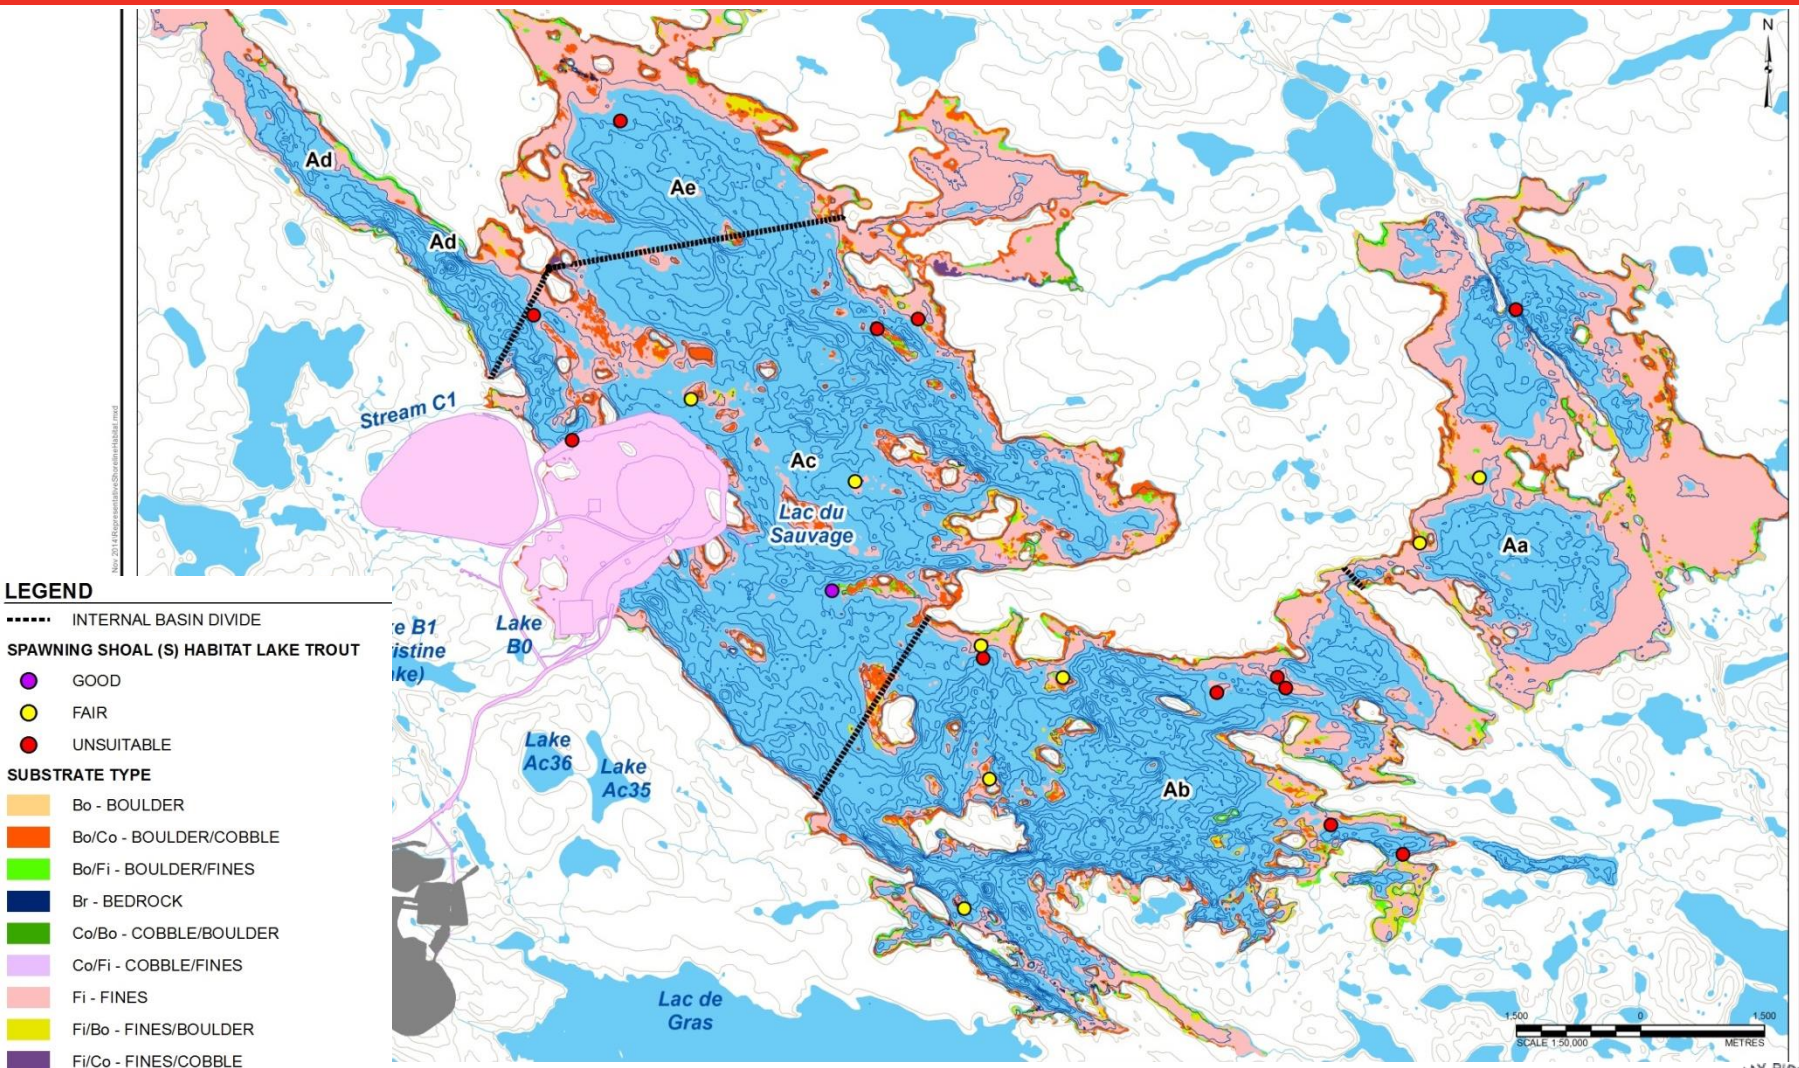 N
Ad
Ae
Ad
Stream C1
Ac
Lac du
Sauvage
Aa
Nov 2014\RepresentativeShorelineHabitat.mxd
LEGEND
INTERNAL BASIN DIVIDE
SPAWNING SHOAL (S) HABITAT LAKE TROUT
GOOD
FAIR
UNSUITABLE
SUBSTRATE TYPE
Bo - BOULDER
Bo/Co - BOULDER/COBBLE
Bo/Fi - BOULDER/FINES
Br - BEDROCK
Co/Bo - COBBLE/BOULDER
Co/Fi - COBBLE/FINES
Fi - FINES
Fi/Bo - FINES/BOULDER
Fi/Co - FINES/COBBLE
e B1
istine
ke)
Lake
B0
Lake
Ac36
Lake
Ac35
Ab
Lac de
Gras
1,500 0 1,500
SCALE 1:50,000 METRES